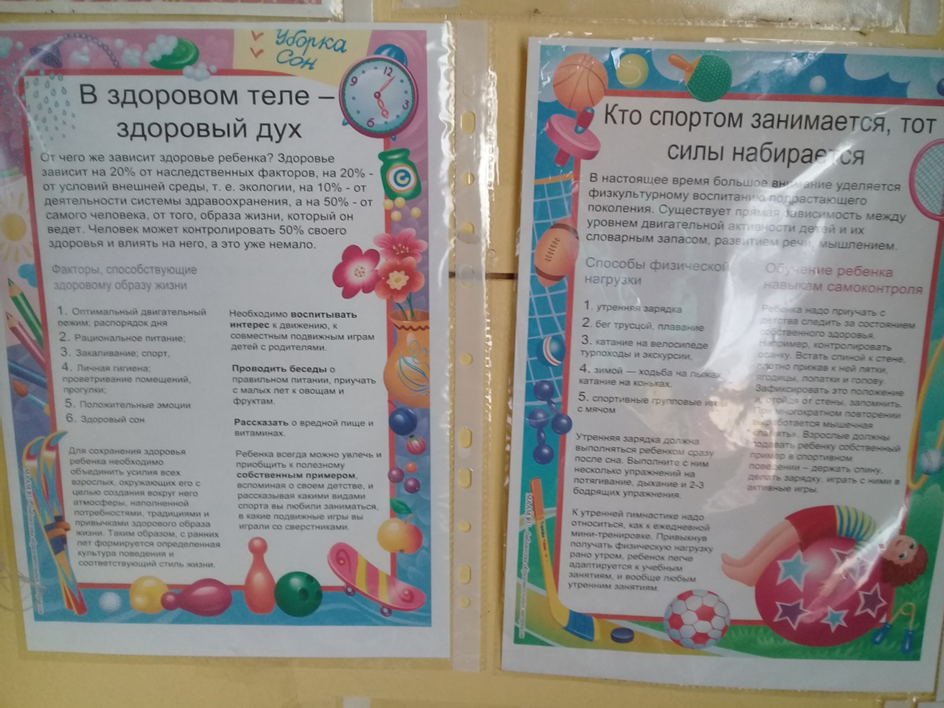 Уборка
Сон
12
3
6
9
В здоровом теле –
здоровый дух
От чего же зависит здоровье ребенка? Здоровье
зависит на 20% от наследственных факторов, на 20% -
от условий внешней среды, т. е. экологии, на 10% - от
деятельности системы здравоохранения, а на 50% - от
самого человека, от того, образа жизни, который он
ведет. Человек может контролировать 50% своего
здоровья и влиять на него, а это уже немало.
Факторы, способствующие
здоровому образу жизни
1. Оптимальный двигательный
режим; распорядок дня
2. Рациональное питание;
3. Закаливание; спорт,
4. Личная гигиена;
проветривание помещений,
прогулки;
5. Положительные эмоции
6. Здоровый сон
Для сохранения здоровья
ребенка необходимо
объединить усилия всех
взрослых, окружающих его с
целью создания вокруг него
атмосферы, наполненной
потребностями, традициями и
привычками здорового образа
жизни. Таким образом, с ранних
лет формируется определенная
культура поведения и
соответствующий стиль жизни.
Необходимо воспитывать
интерес к движению, к
совместным подвижным играм
детей с родителями.
Проводить беседы о
правильном питании, приучать
с малых лет к овощам и
фруктам.
Рассказать о вредной пище и
витаминах.
Ребенка всегда можно увлечь и
приобщить к полезному
собственным примером,
вспоминая о своем детстве, и
рассказывая какими видами
спорта вы любили заниматься,
в какие подвижные игры вы
играли со сверстниками.
Кто спортом занимается, тот
силы набирается
В настоящее время большое внимание уделяется
физкультурному воспитанию подрастающего
поколения. Существует прямая зависимость между
уровнем двигательной активности детей и их
словарным запасом, развитием речи, мышлением.
Способы физической
нагрузки
1. утренняя зарядка
2. бег трусцой, плавание
3. катание на велосипеде
турпоходы и экскурсии,
4. зимой — ходьба на лыжах,
катание на коньках,
5. спортивные групповые игры
с мячом
Утренняя зарядка должна
выполняться ребенком сразу
после сна. Выполните с ним
несколько упражнений на
потягивание, дыхание и 2-3
бодрящих упражнения.
К утренней гимнастике надо
относиться, как к ежедневной
мини-тренировке. Привыкнув
получать физическую нагрузку
рано утром, ребенок легче
адаптируется к учебным
занятиям, и вообще любым
утренним занятиям.
Обучение ребенка
навыкам самоконтроля
Ребенка надо приучать с
детства следить за состоянием
собственного здоровья.
Например, контролировать
осанку. Встать спиной к стене,
плотно прижав к ней пятки,
ягодицы, лопатки и голову.
Зафиксировать это положение
и, отойдя от стены, запомнить.
При многократном повторении
выработается мышечная
«память». Взрослые должны
подавать ребенку собственный
пример в спортивном
поведении – держать спину,
делать зарядку, играть с ними в
активные игры.